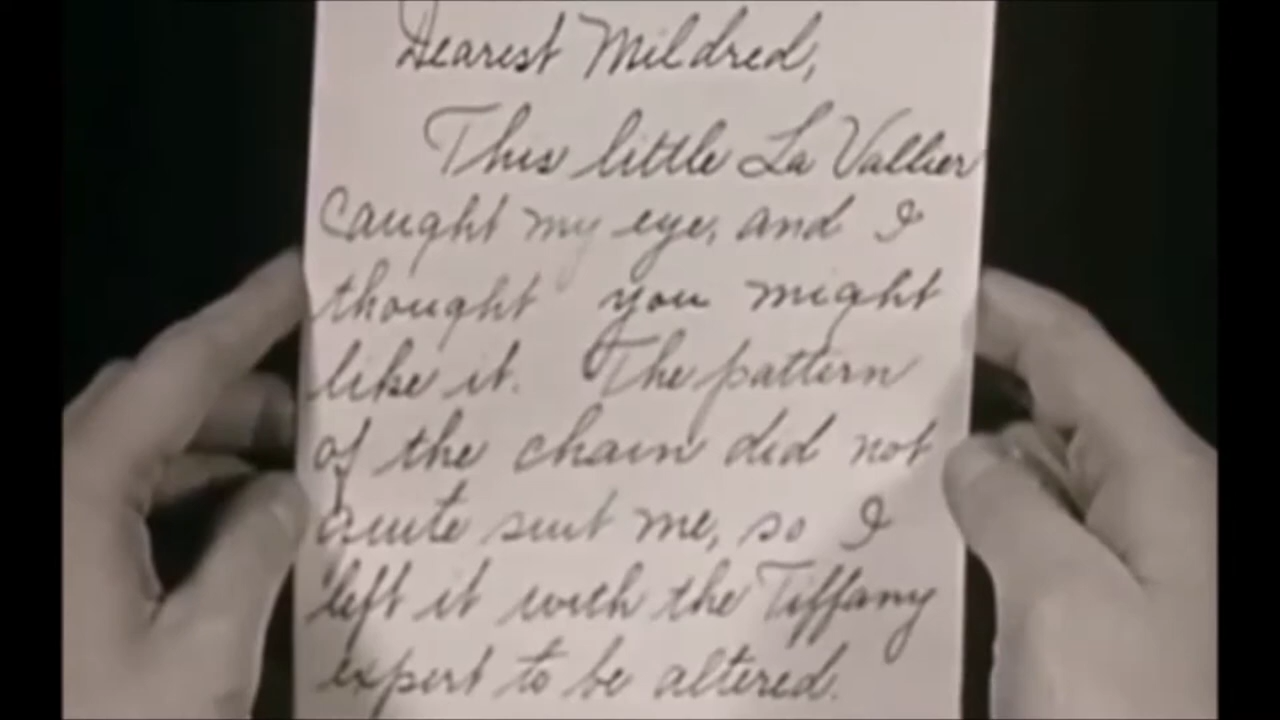 Dearest Mildred,
This little La Vallier
caught my eye, and I
thought you might
like it. The pattern
of the chain did not
quite suit me, so I
left it with the Tiffany
expert to be altered.